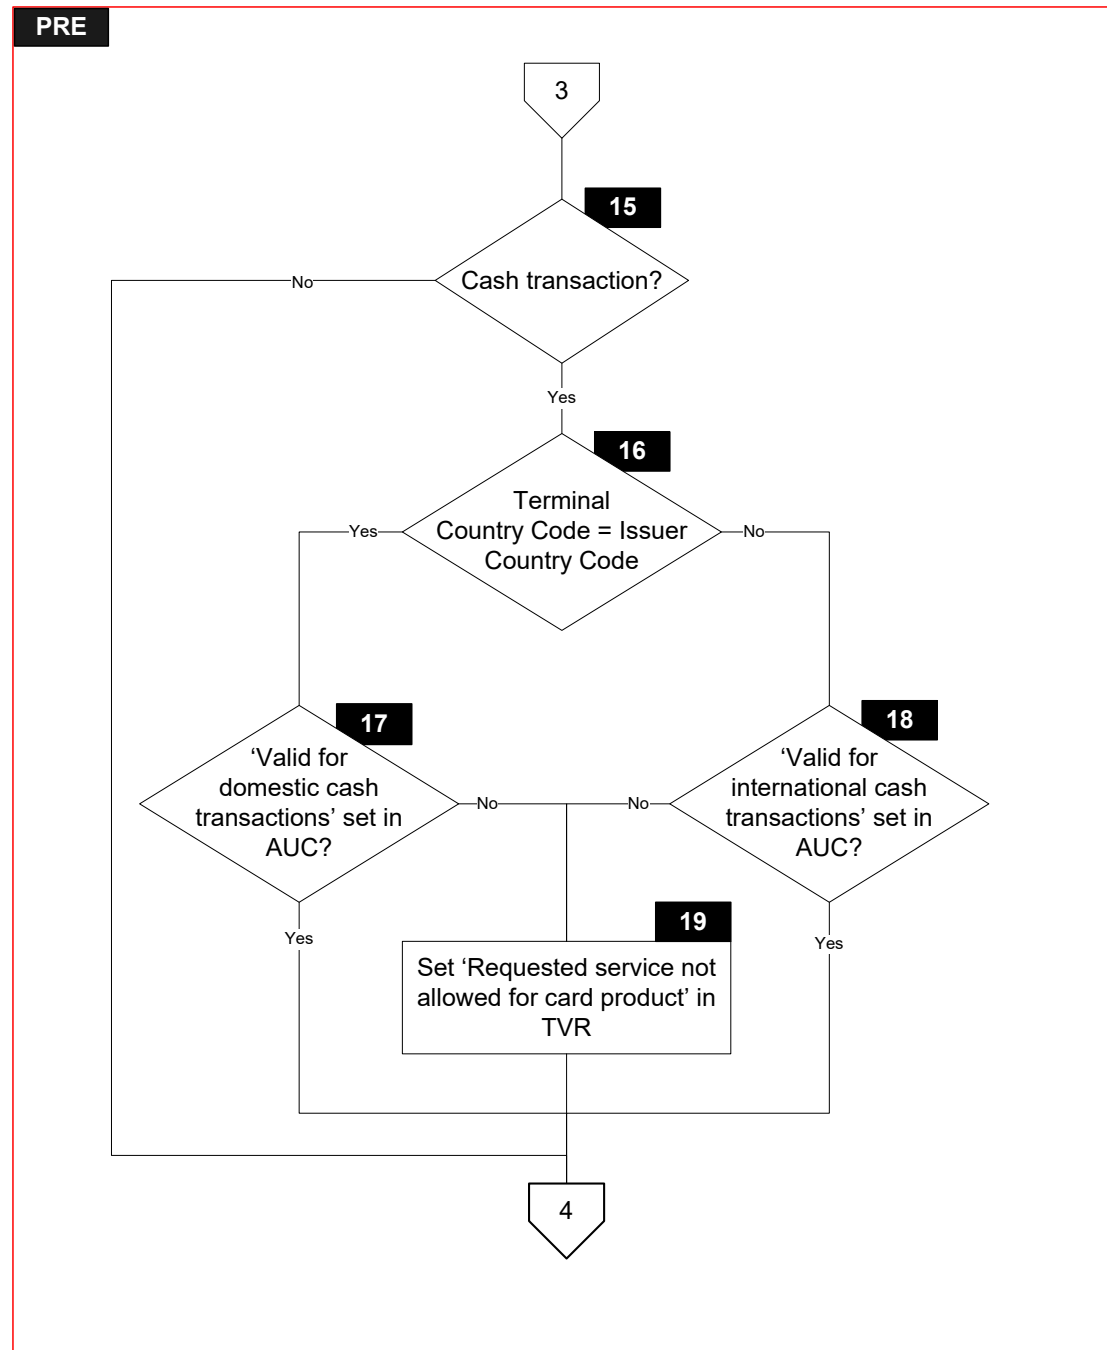 PRE
3
15
Cash transaction?
No
Yes
16
Terminal
Country Code = Issuer
Country Code
Yes
No
17
‘Valid for
domestic cash
transactions’ set in
AUC?
18
‘Valid for
international cash
transactions’ set in
AUC?
No
No
Yes
19
Set ‘Requested service not
allowed for card product’ in
TVR
Yes
4